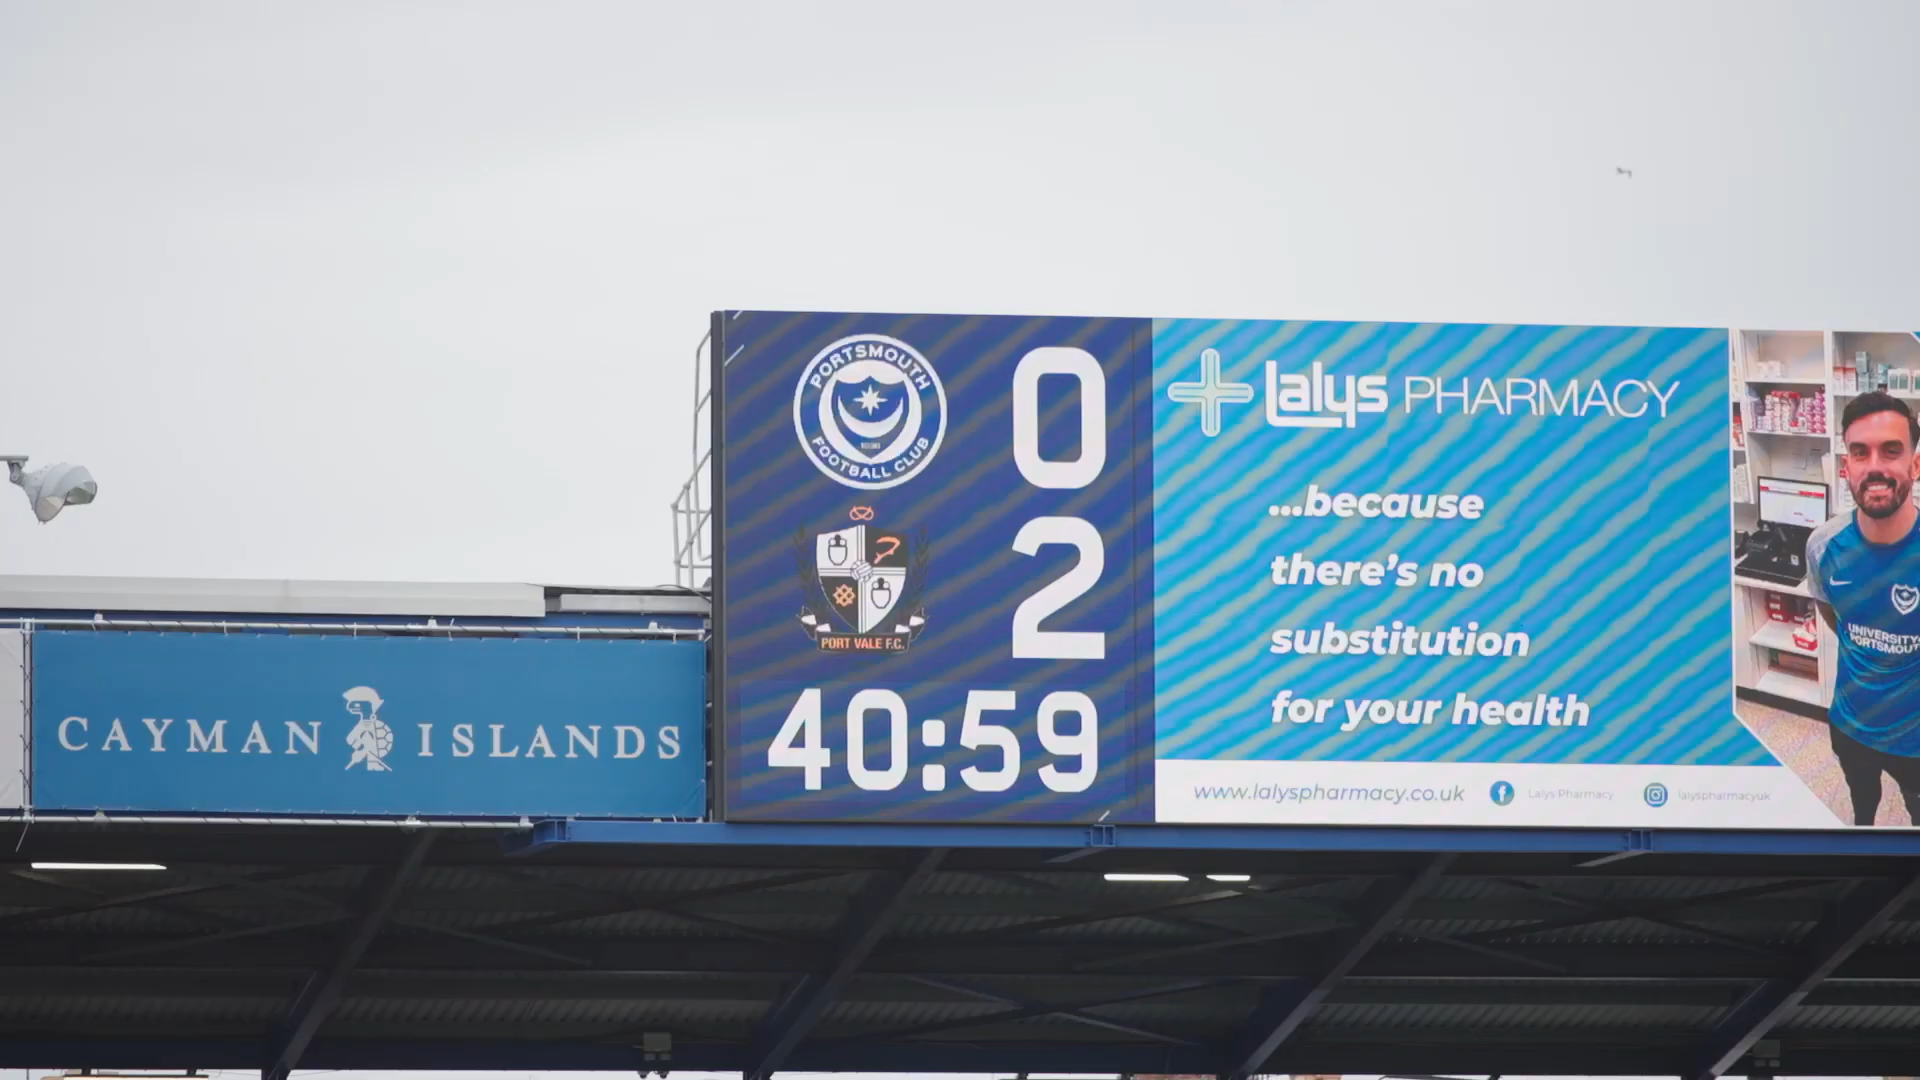 PORTSMOUTH
FOOTBALL CLUB
0
PORT VALE F.C.
2
40:59
CAYMAN ISLANDS
lalys PHARMACY
...because
there's no
substitution
for your health
www.lalyspharmacy.co.uk
Lalys Pharmacy
lalyspharmacyuk
UNIVERSITY
PORTSMOUT